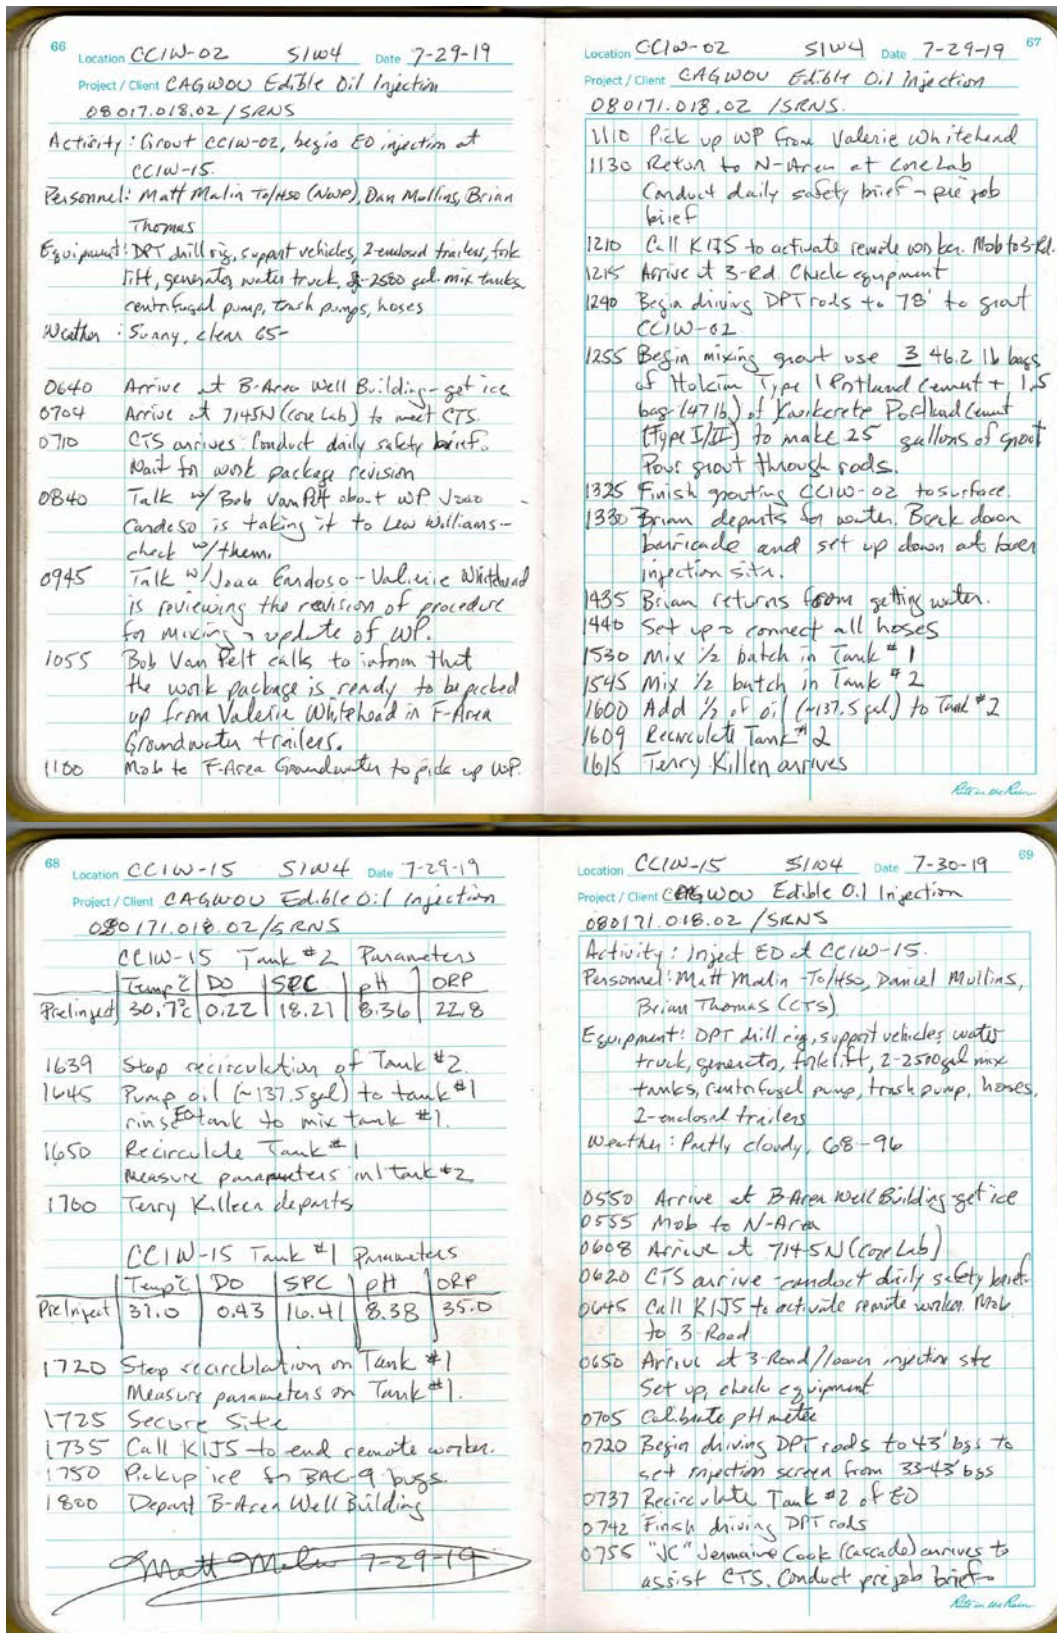 66
Location CCIW-02 SIW4 Date 7-29-19
Project / Client CAGWOU Edible Oil Injection
08017.018.02 /SRNS
Activity: Grout CCIW-02, begin EO injection at
CCIW-15.
Personnel: Matt Malin To/HSO (NWP), Dan Mullins, Brian
Thomas
Equipment: DPT drill rig, support vehicles, 2-enclosed trailers, fork
lift, generator, water truck, 2-2500 gal. mix tanks,
centrifugal pump, trash pumps, hoses
Weather: Sunny, clear 65-
0640 Arrive at B-Area Well Building - get ice
0704 Arrive at 7145N (Core Lab) to meet CTS.
0710 CTS arrives. Conduct daily safety brief.
Wait for work package revision
0840 Talk w/ Bob Van Pelt about WP. Joao
Cardoso is taking it to Lew Williams-
check w/ them.
0945 Talk w/ Joao Cardoso - Valerie Whitehead
is reviewing the revision of procedure
for mixing → update of WP.
1055 Bob Van Pelt calls to inform that
the work package is ready to be picked
up from Valerie Whitehead in F-Area
Groundwater trailers.
1100 Mob to F-Area Groundwater to pick up WP.
67
Location CCIW-02 SIW4 Date 7-29-19
Project / Client CAGWOU Edible Oil Injection
080171.018.02 /SRNS.
1110 Pick up WP from Valerie Whitehead
1130 Return to N-Area at Core Lab
Conduct daily safety brief - pre job
brief
1210 Call K1JS to activate remote worker. Mob to 3-Rd.
1215 Arrive at 3-Rd. Check equipment
1240 Begin driving DPT rods to 78' to grout
CCIW-02.
1255 Begin mixing grout use 3 46.2 lb bags
of Holcim Type 1 Portland Cement + 1.5
bag (47 lb.) of Kwikcrete Portland Cement
(Type I/II) to make 25 gallons of grout
Pour grout through rods.
1325 Finish grouting CCIW-02 to surface.
1330 Brian departs for water. Break down
barricade and set up down at lower
injection site.
1435 Brian returns from getting water.
1440 Set up & connect all hoses
1530 Mix 1/2 batch in Tank #1
1545 Mix 1/2 batch in Tank #2
1600 Add 1/2 of oil (~137.5 gal) to Tank #2
1609 Recirculate Tank #2
1615 Terry Killen arrives
Rite in the Rain
68
Location CCIW-15 SIW4 Date 7-29-19
Project / Client CAGWOU Edible Oil Injection
080171.018.02/SRNS
CCIW-15 Tank #2 Parameters
Temp°C DO SPC pH ORP
PreInject 30.7°C 0.22 18.21 8.36 22.8
1639 Stop recirculation of Tank #2.
1645 Pump oil (~137.5 gal) to tank #1
rinse EO tank to mix tank #1.
1650 Recirculate Tank #1
Measure parameters in tank #2
1700 Terry Killeen departs
CCIW-15 Tank #1 Parameters
Temp°C DO SPC pH ORP
PreInject 31.0 0.43 16.41 8.38 35.0
1720 Stop recirculation on Tank #1
Measure parameters on Tank #1.
1725 Secure Site
1735 Call K1JS to end remote worker.
1750 Pickup ice for BAC-9 bugs.
1800 Depart B-Area Well Building
Matt Malin 7-29-19
69
Location CCIW-15 SIW4 Date 7-30-19
Project / Client CAGWOU Edible Oil Injection
080171.018.02 /SRNS
Activity: Inject EO at CCIW-15.
Personnel: Matt Malin - To/HSO, Daniel Mullins,
Brian Thomas (CTS)
Equipment: DPT drill rig, support vehicles, water
truck, generator, forklift, 2-2500 gal mix
tanks, centrifugal pump, trash pump, hoses,
2-enclosed trailers
Weather: Partly cloudy, 68-96
0550 Arrive at B-Area Well Building - get ice
0555 Mob to N-Area
0608 Arrive at 7145N (Core Lab)
0620 CTS arrive - conduct daily safety brief-
0645 Call K1JS to activate remote worker. Mob
to 3-Road
0650 Arrive at 3-Road/lower injection site
Set up, check equipment
0705 Calibrate pH meter
0720 Begin driving DPT rods to 43' bgs to
set injection screen from 33-43' bgs
0737 Recirculate Tank #2 of EO
0742 Finish driving DPT rods
0755 "JC" Jermaine Cook (Cascade) arrives to
assist CTS. Conduct prejob brief-
Rite in the Rain